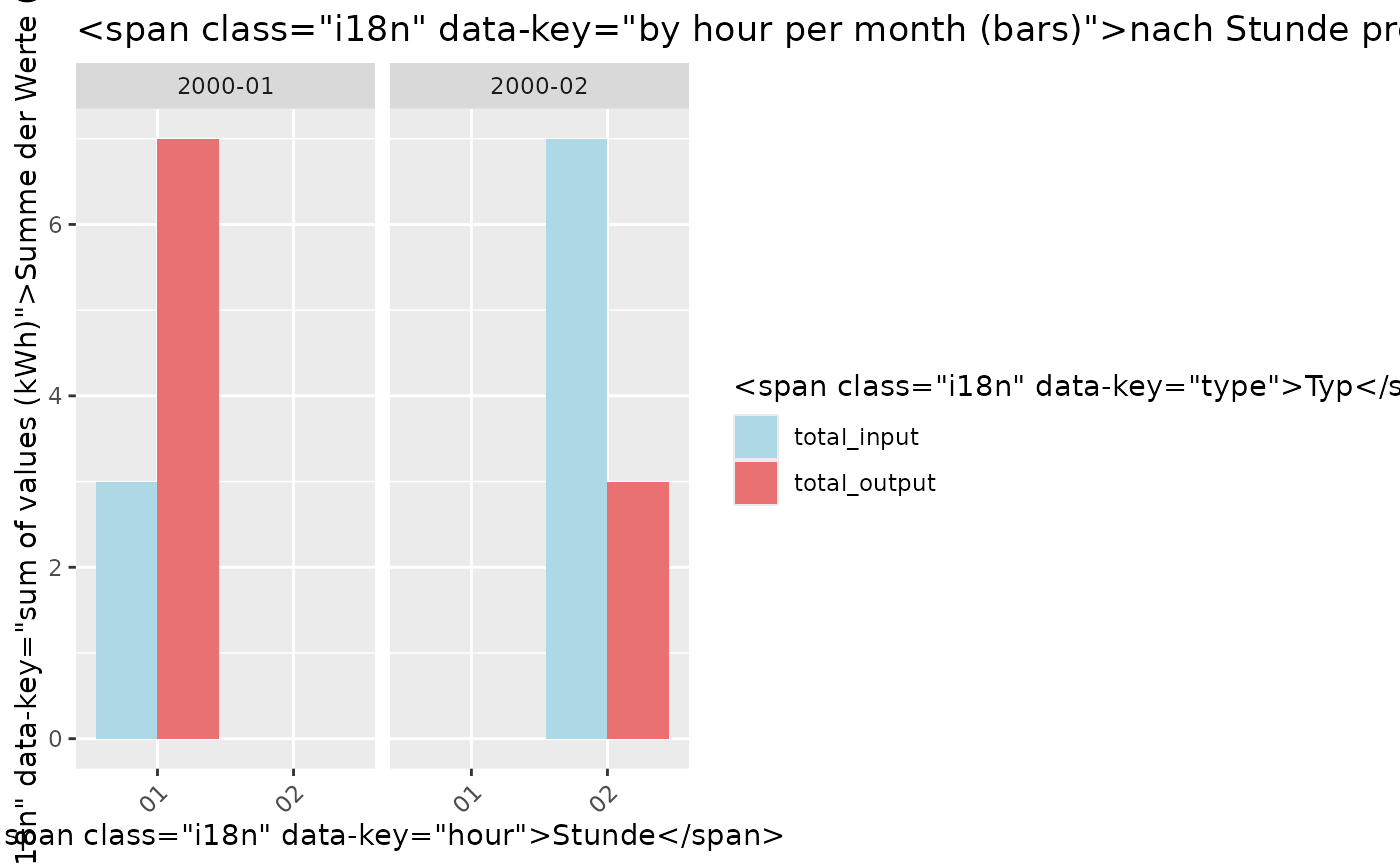 <span class="i18n" data-key="by hour per month (bars)">nach Stunde
2000-01
2000-02
18n" data-key="sum of values (kWh)">Summe der Werte (
6
4
2
0
01
02
01
02
span class="i18n" data-key="hour">Stunde</span>
<span class="i18n" data-key="type">Typ</s
total_input
total_output